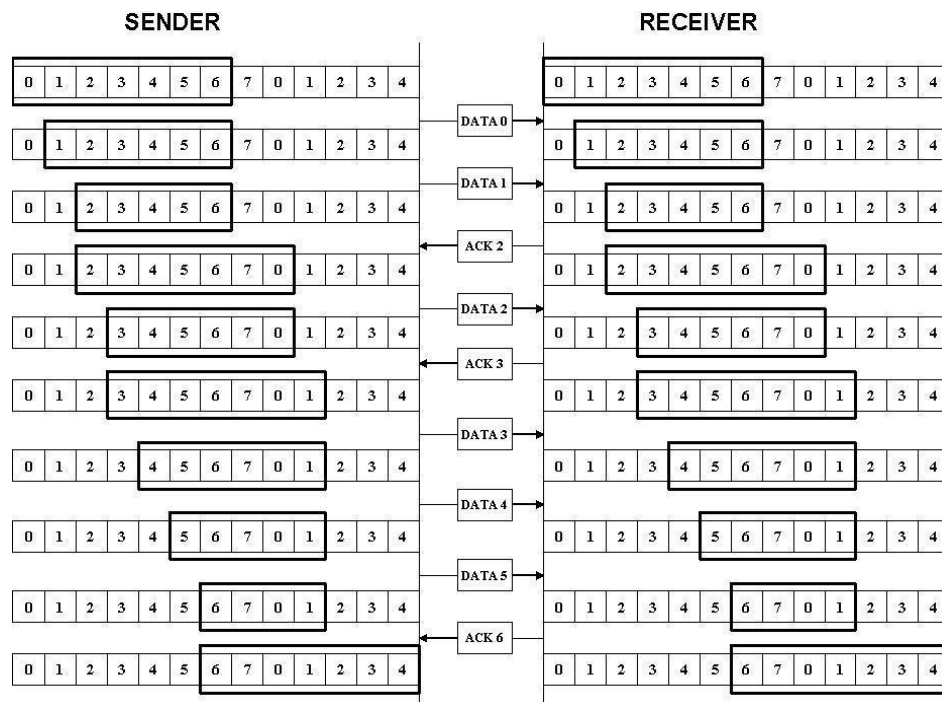 SENDER RECEIVER
0 1 2 3 4 5 6 7 0 1 2 3 4 0 1 2 3 4 5 6 7 0 1 2 3 4
DATA 0
0 1 2 3 4 5 6 7 0 1 2 3 4 0 1 2 3 4 5 6 7 0 1 2 3 4
DATA 1
0 1 2 3 4 5 6 7 0 1 2 3 4 0 1 2 3 4 5 6 7 0 1 2 3 4
ACK 2
0 1 2 3 4 5 6 7 0 1 2 3 4 0 1 2 3 4 5 6 7 0 1 2 3 4
DATA 2
0 1 2 3 4 5 6 7 0 1 2 3 4 0 1 2 3 4 5 6 7 0 1 2 3 4
ACK 3
0 1 2 3 4 5 6 7 0 1 2 3 4 0 1 2 3 4 5 6 7 0 1 2 3 4
DATA 3
0 1 2 3 4 5 6 7 0 1 2 3 4 0 1 2 3 4 5 6 7 0 1 2 3 4
DATA 4
0 1 2 3 4 5 6 7 0 1 2 3 4 0 1 2 3 4 5 6 7 0 1 2 3 4
DATA 5
0 1 2 3 4 5 6 7 0 1 2 3 4 0 1 2 3 4 5 6 7 0 1 2 3 4
ACK 6
0 1 2 3 4 5 6 7 0 1 2 3 4 0 1 2 3 4 5 6 7 0 1 2 3 4